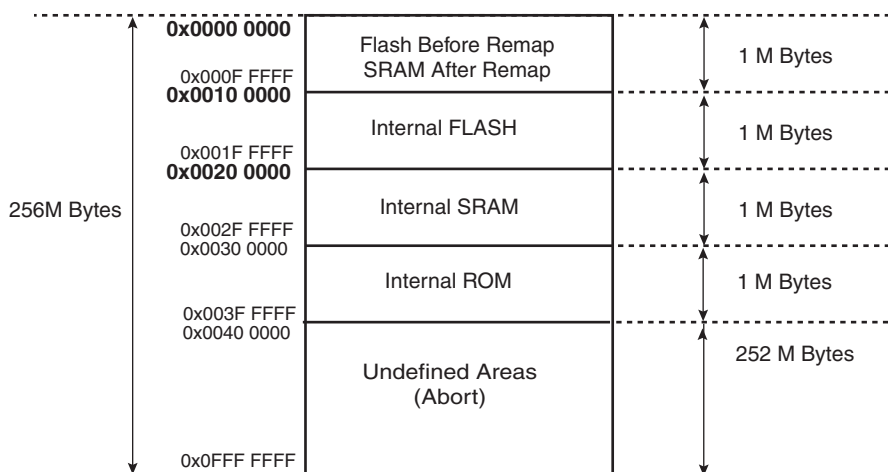 0x0000 0000
Flash Before Remap
SRAM After Remap
1 M Bytes
0x000F FFFF
0x0010 0000
Internal FLASH
1 M Bytes
0x001F FFFF
0x0020 0000
256M Bytes
Internal SRAM
1 M Bytes
0x002F FFFF
0x0030 0000
Internal ROM
1 M Bytes
0x003F FFFF
0x0040 0000
252 M Bytes
Undefined Areas
(Abort)
0x0FFF FFFF